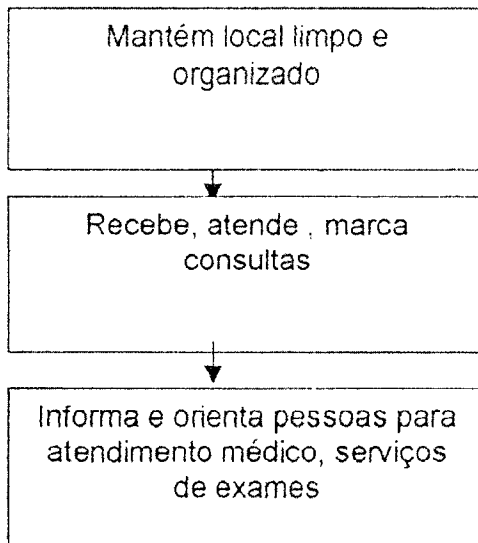 Mantém local limpo e
organizado
Recebe, atende , marca
consultas
Informa e orienta pessoas para
atendimento médico, serviços
de exames